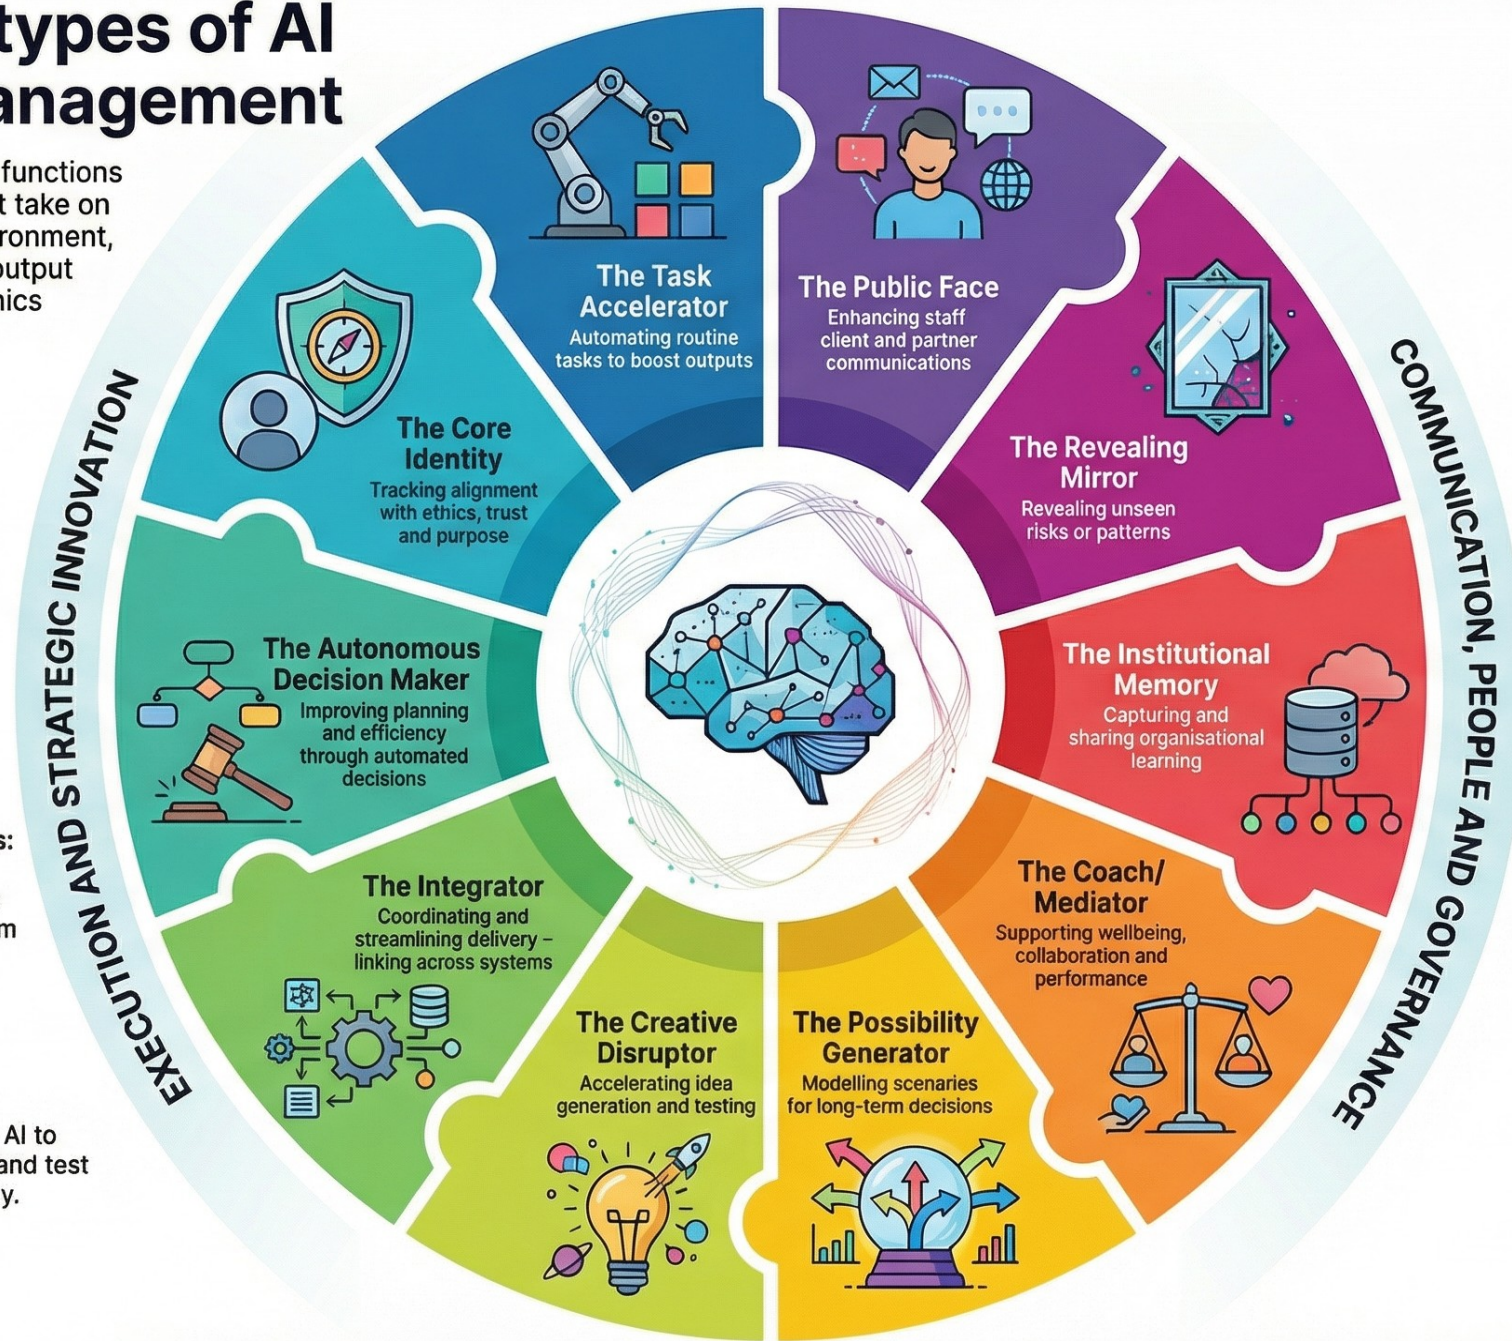 types of AI
anagement
functions
t take on
ronment,
output
nics
s:
m
AI to
and test
y.
EXECUTION AND STRATEGIC INNOVATION
COMMUNICATION, PEOPLE AND GOVERNANCE
The Task
Accelerator
Automating routine
tasks to boost outputs
The Public Face
Enhancing staff
client and partner
communications
The Revealing
Mirror
Revealing unseen
risks or patterns
The Institutional
Memory
Capturing and
sharing organisational
learning
The Coach/
Mediator
Supporting wellbeing,
collaboration and
performance
The Possibility
Generator
Modelling scenaries
for long-term decisions
The Creative
Disruptor
Accelerating idea
generation and testing
The Integrator
Coordinating and
streamlining delivery –
linking across systems
The Autonomous
Decision Maker
Improving planning
and efficiency
through automated
decisions
The Core
Identity
Tracking alignment
with ethics, trust
and purpose